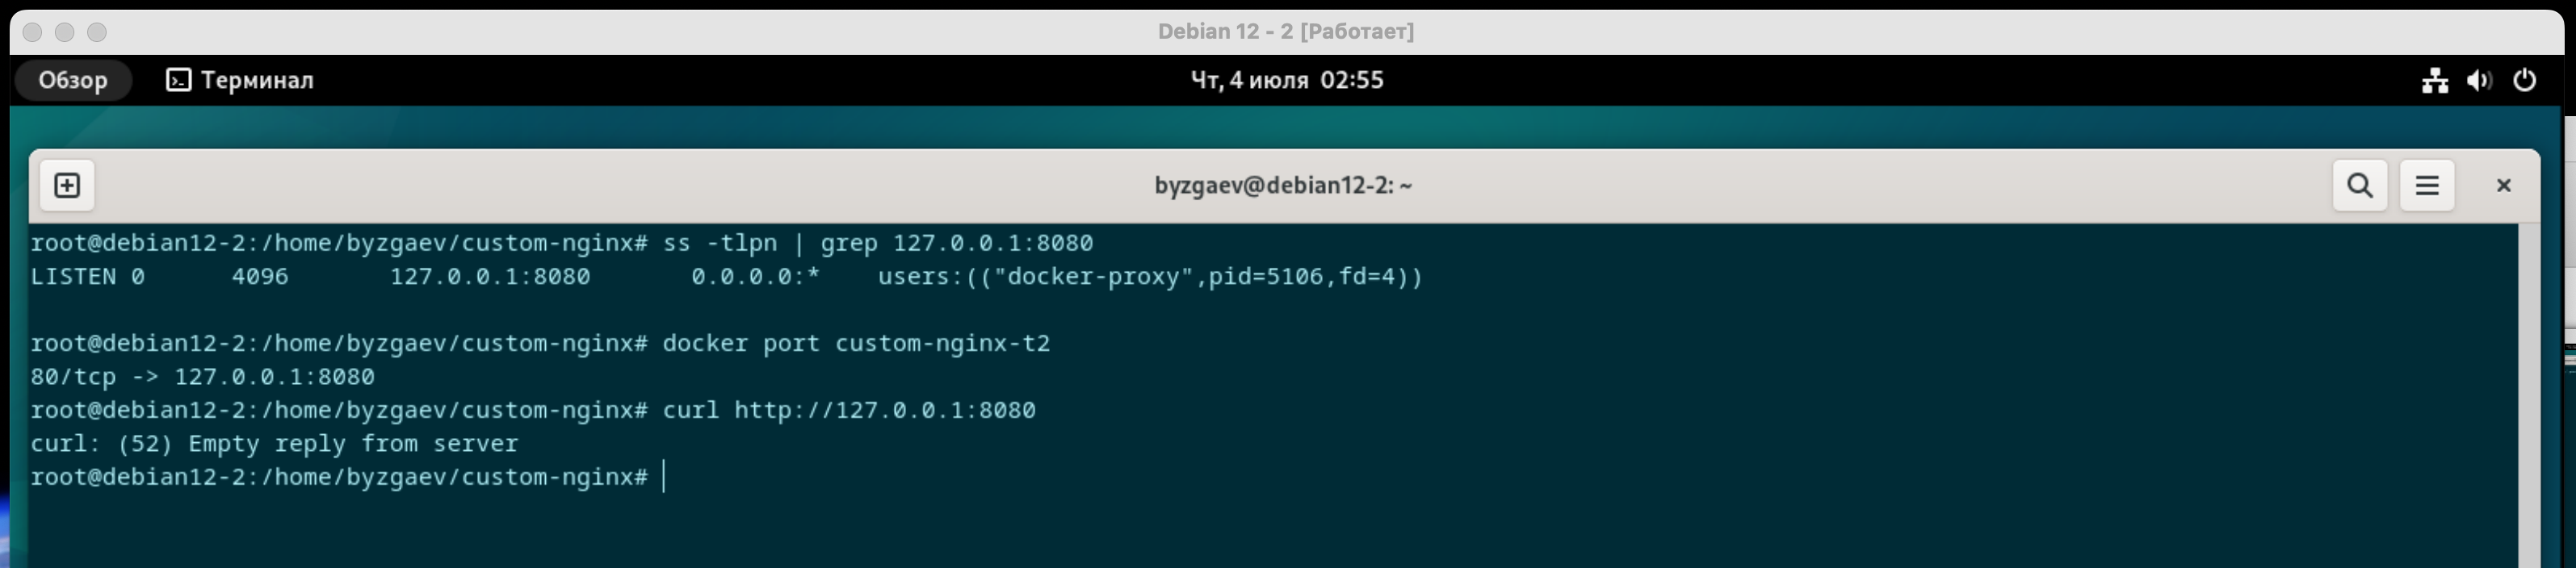 Debian 12 - 2 [Работает]
Обзор Терминал Чт, 4 июля 02:55
byzgaev@debian12-2: ~
root@debian12-2:/home/byzgaev/custom-nginx# ss -tlpn | grep 127.0.0.1:8080
LISTEN 0      4096       127.0.0.1:8080       0.0.0.0:*    users:(("docker-proxy",pid=5106,fd=4))
root@debian12-2:/home/byzgaev/custom-nginx# docker port custom-nginx-t2
80/tcp -> 127.0.0.1:8080
root@debian12-2:/home/byzgaev/custom-nginx# curl http://127.0.0.1:8080
curl: (52) Empty reply from server
root@debian12-2:/home/byzgaev/custom-nginx#